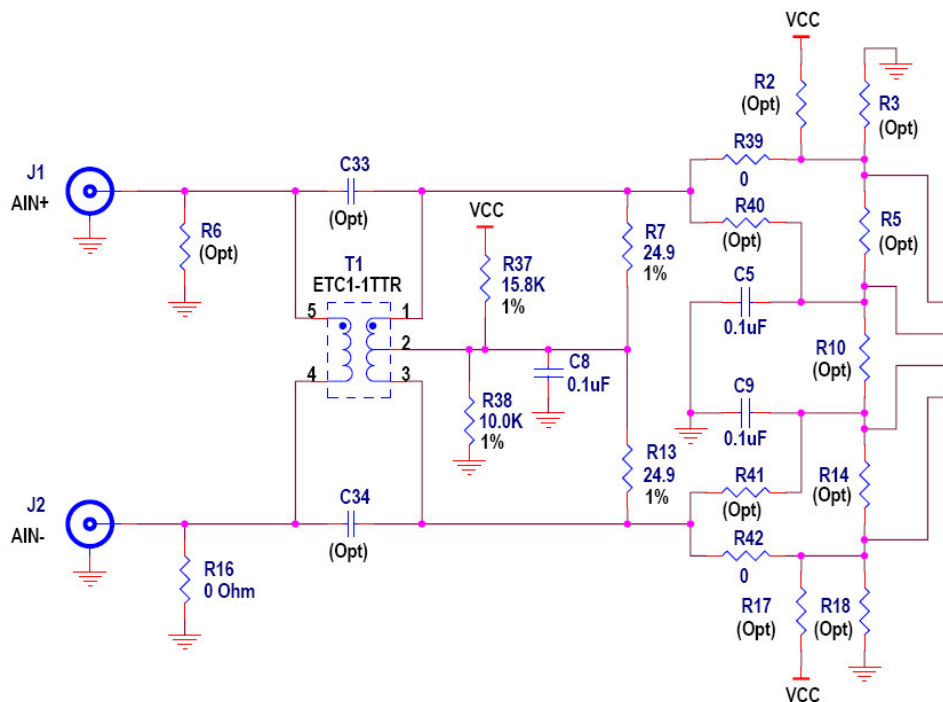 VCC
R2
(Opt)
R3
(Opt)
J1
AIN+
C33
(Opt)
R39
0
R6
(Opt)
VCC
R40
(Opt)
R7
24.9
1%
R5
(Opt)
T1
ETC1-1TTR
R37
15.8K
1%
C5
0.1uF
5
1
2
4
3
C8
0.1uF
R10
(Opt)
R38
10.0K
1%
C9
0.1uF
R13
24.9
1%
J2
AIN-
C34
(Opt)
R41
(Opt)
R14
(Opt)
R16
0 Ohm
R42
0
R17
(Opt)
R18
(Opt)
VCC